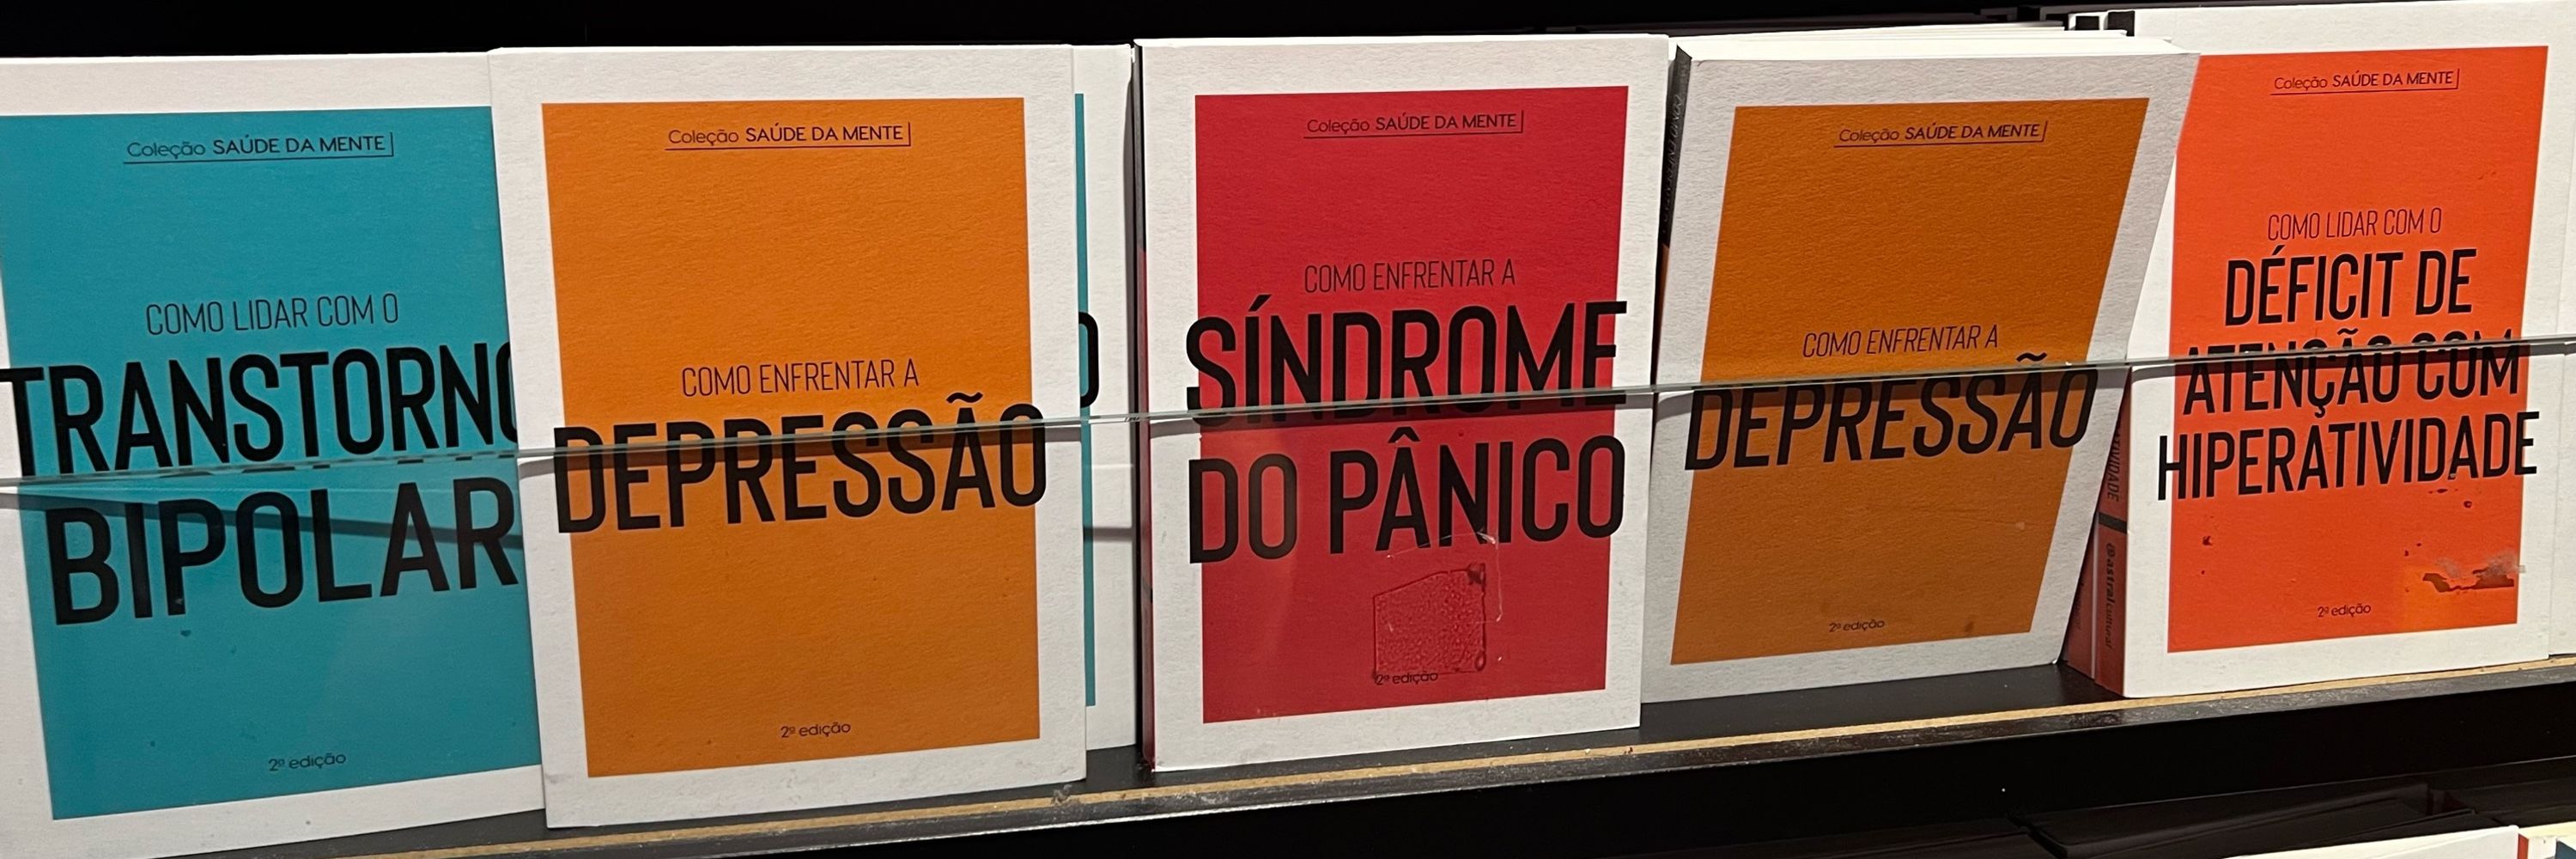 Coleção SAÚDE DA MENTE
COMO LIDAR COM O
TRANSTORNO
BIPOLAR
2ª edição
Coleção SAÚDE DA MENTE
COMO ENFRENTAR A
DEPRESSÃO
2ª edição
Coleção SAÚDE DA MENTE
COMO ENFRENTAR A
SÍNDROME
DO PÂNICO
2ª edição
Coleção SAÚDE DA MENTE
COMO ENFRENTAR A
DEPRESSÃO
2ª edição
Coleção SAÚDE DA MENTE
COMO LIDAR COM O
DÉFICIT DE
ATENÇÃO COM
HIPERATIVIDADE
2ª edição
@astralcultural